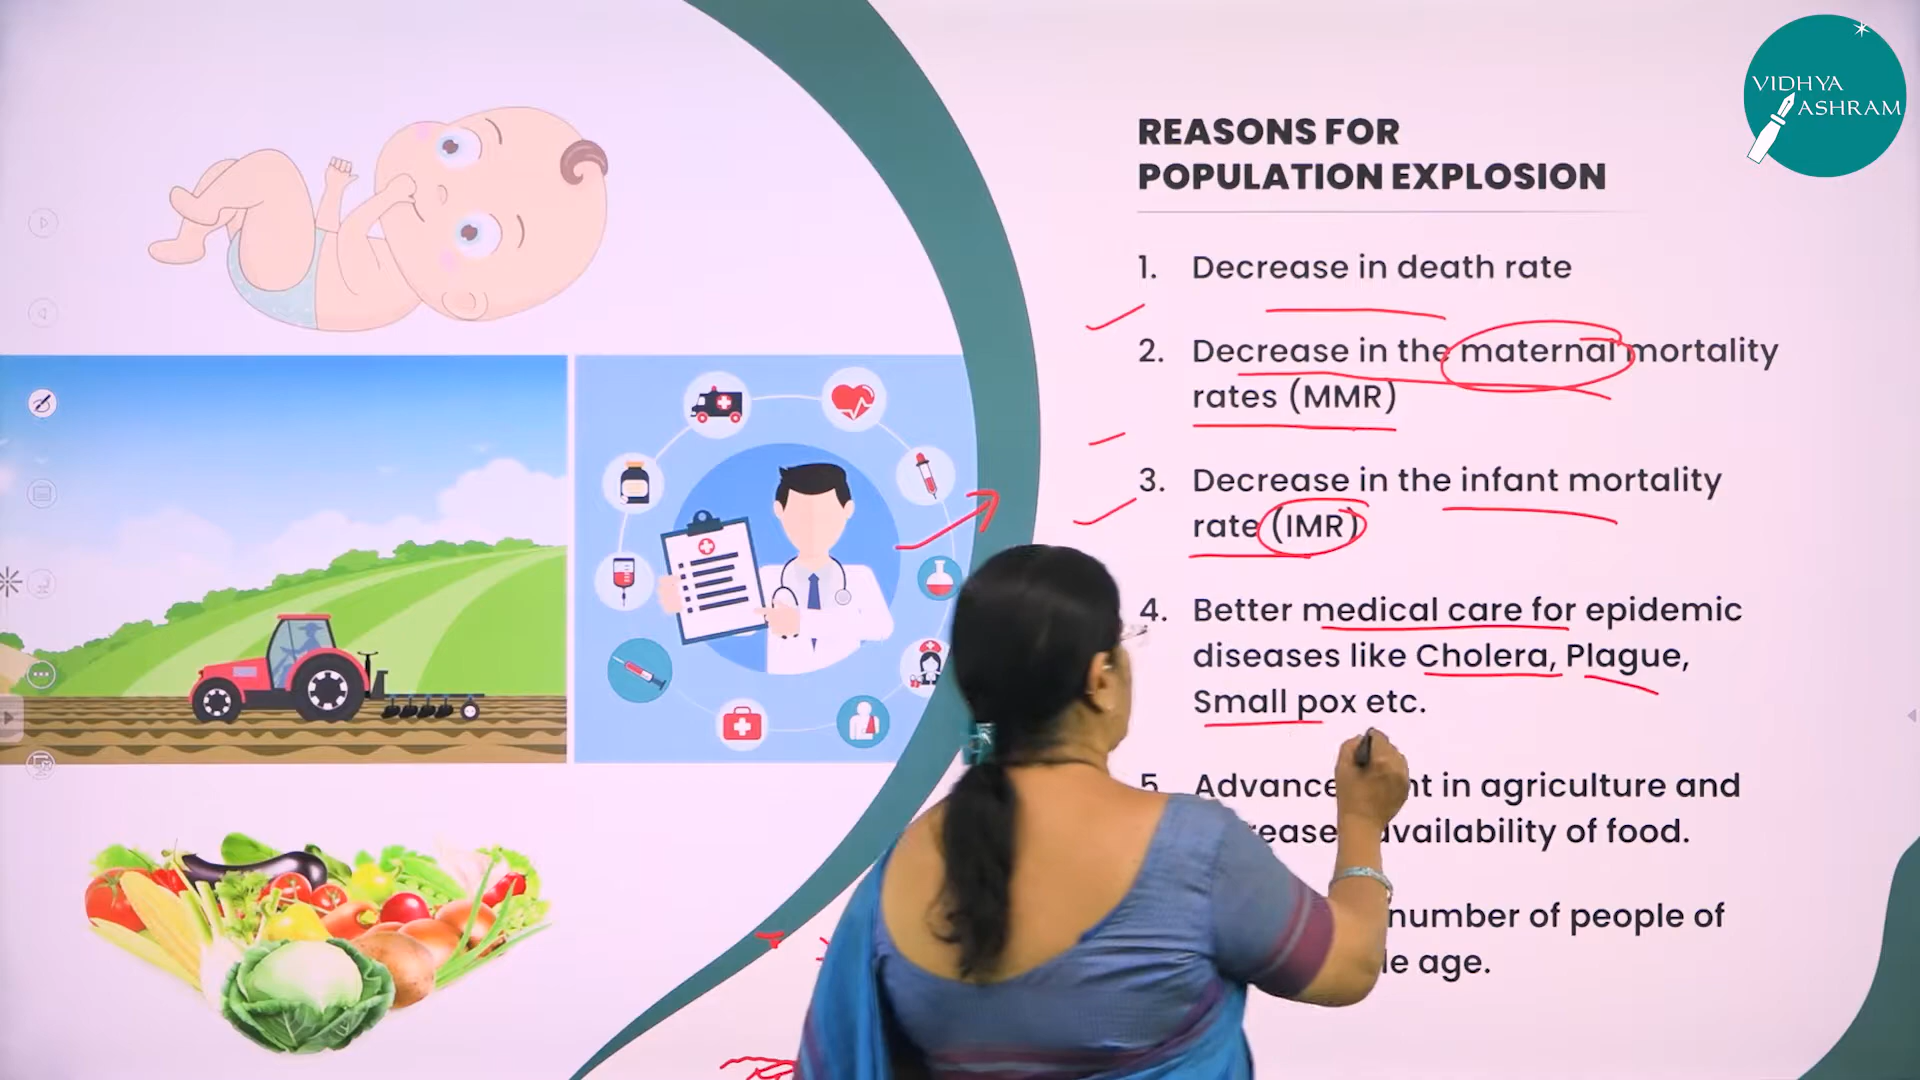 VIDHYA
ASHRAM
REASONS FOR
POPULATION EXPLOSION
1. Decrease in death rate
2. Decrease in the maternal mortality
rates (MMR)
3. Decrease in the infant mortality
rate (IMR)
4. Better medical care for epidemic
diseases like Cholera, Plague,
Small pox etc.
5. in agriculture and
availability of food.
number of people of
age.